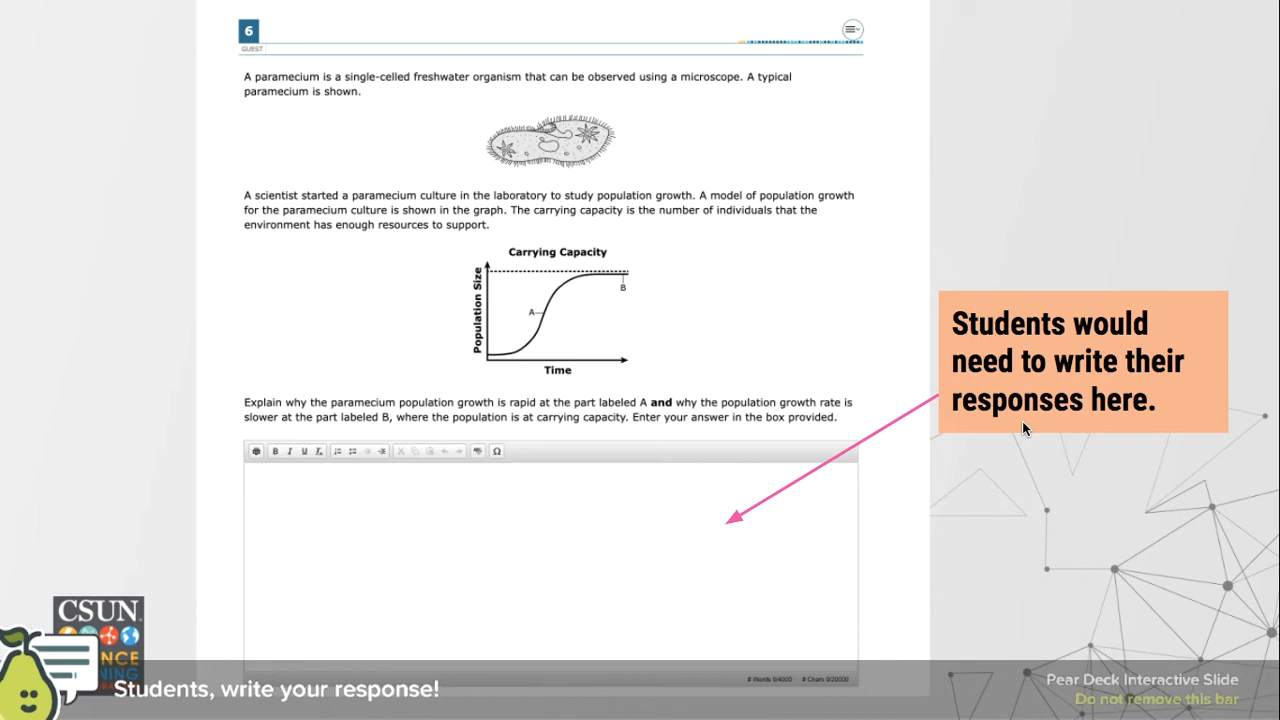 6
GUEST
A paramecium is a single-celled freshwater organism that can be observed using a microscope. A typical
paramecium is shown.
A scientist started a paramecium culture in the laboratory to study population growth. A model of population growth
for the paramecium culture is shown in the graph. The carrying capacity is the number of individuals that the
environment has enough resources to support.
Carrying Capacity
Population Size
A
B
Time
Explain why the paramecium population growth is rapid at the part labeled A and why the population growth rate is
slower at the part labeled B, where the population is at carrying capacity. Enter your answer in the box provided.
B I U Ω
Students would
need to write their
responses here.
CSUN
# Words 0/4000 # Chars 0/20000
Students, write your response!
Pear Deck Interactive Slide
Do not remove this bar